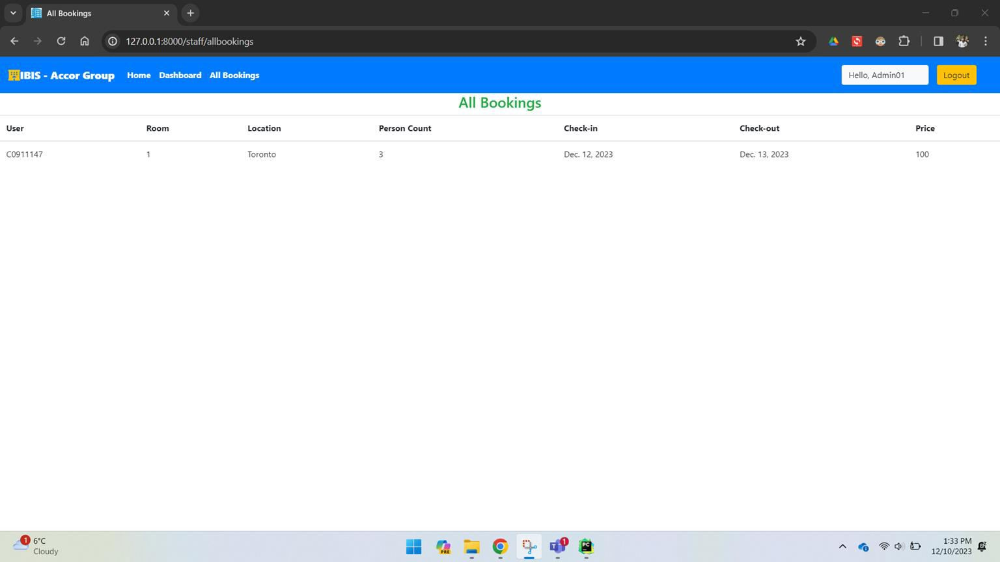 All Bookings
127.0.0.1:8000/staff/allbookings
IBIS - Accor Group Home Dashboard All Bookings Hello, Admin01 Logout
All Bookings
User Room Location Person Count Check-in Check-out Price
C0911147 1 Toronto 3 Dec. 12, 2023 Dec. 13, 2023 100
1 6°C
Cloudy
PRE 1 PC
1:33 PM
12/10/2023